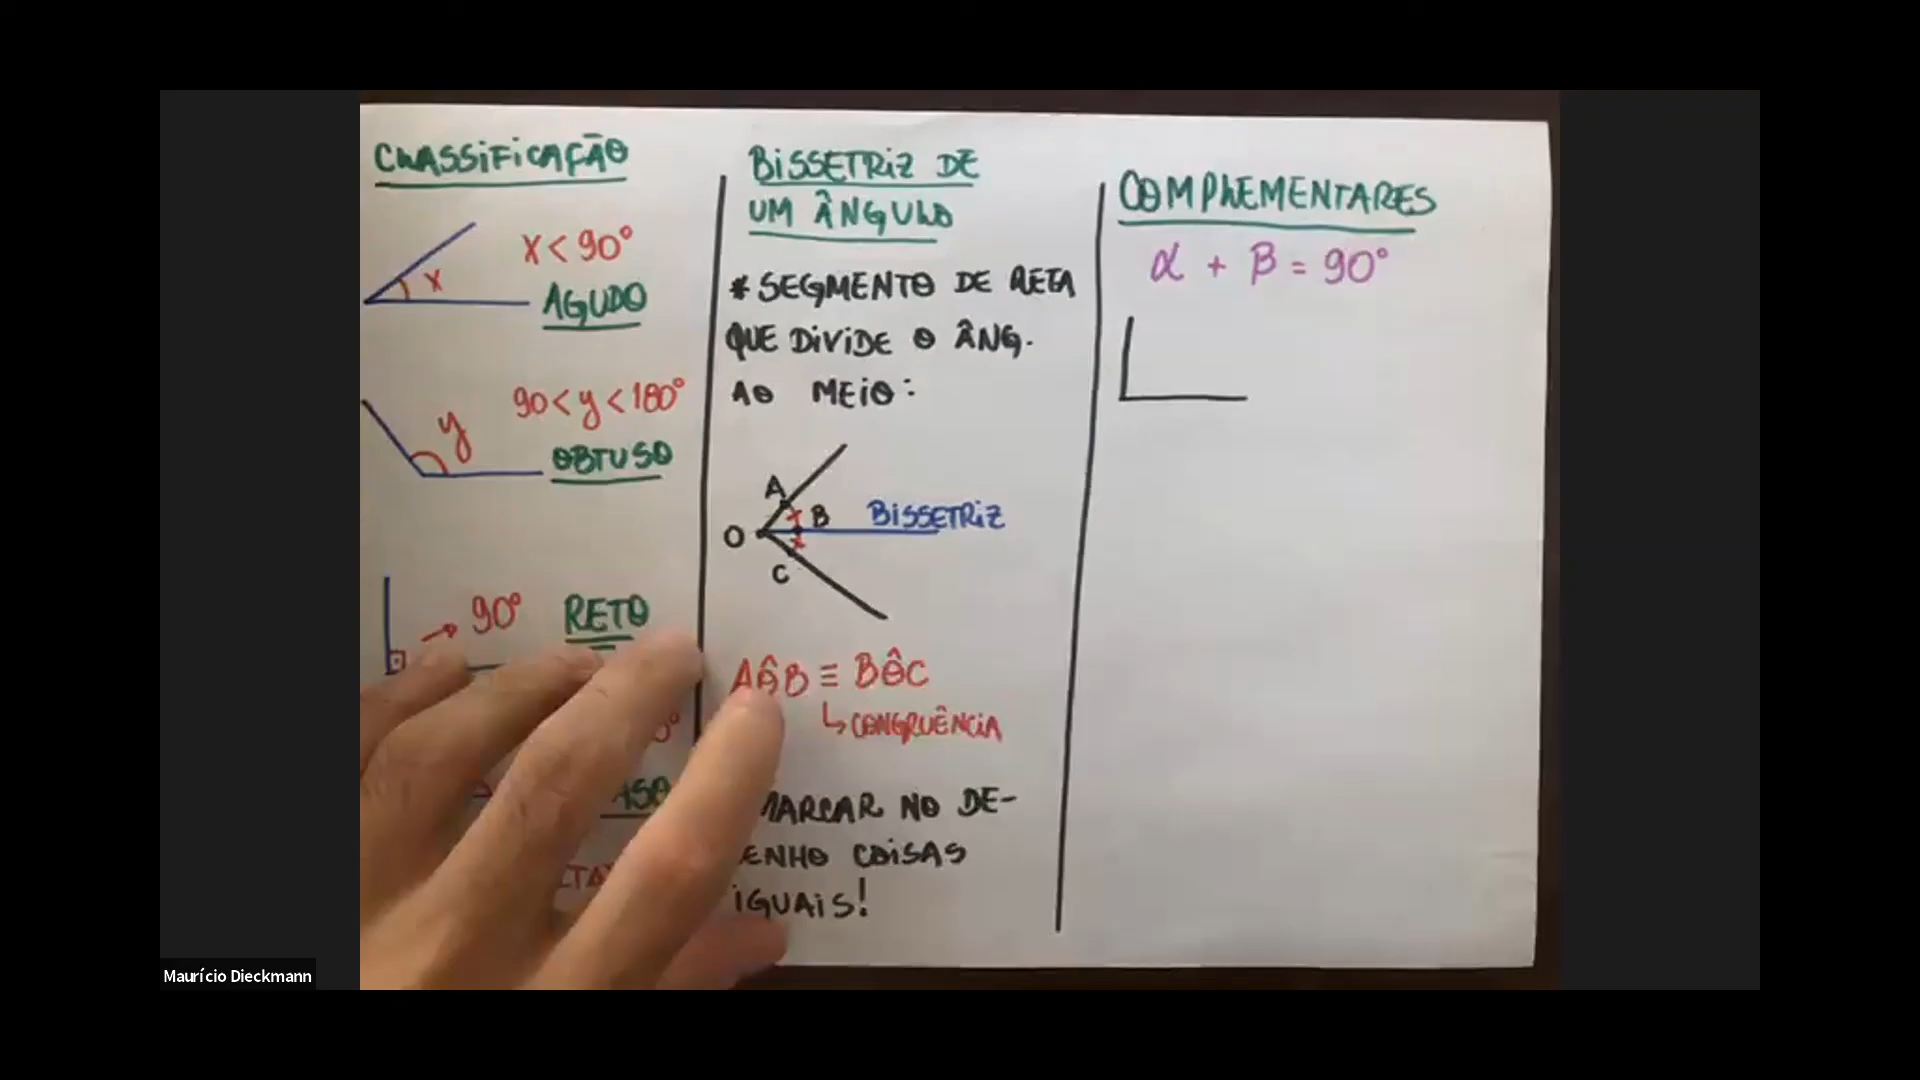 CLASSIFICAÇÃO
x < 90°
x
AGUDO
90 < y < 180°
y
OBTUSO
90°
RETO
BISSETRIZ DE
UM ÂNGULO
* SEGMENTO DE RETA
QUE DIVIDE O ÂNG.
AO MEIO:
A
B
BISSETRIZ
O
C
AÔB ≡ BÔC
↳ CONGRUÊNCIA
MARCAR NO DE-
ENHO COISAS
IGUAIS!
COMPLEMENTARES
α + β = 90°
Maurício Dieckmann